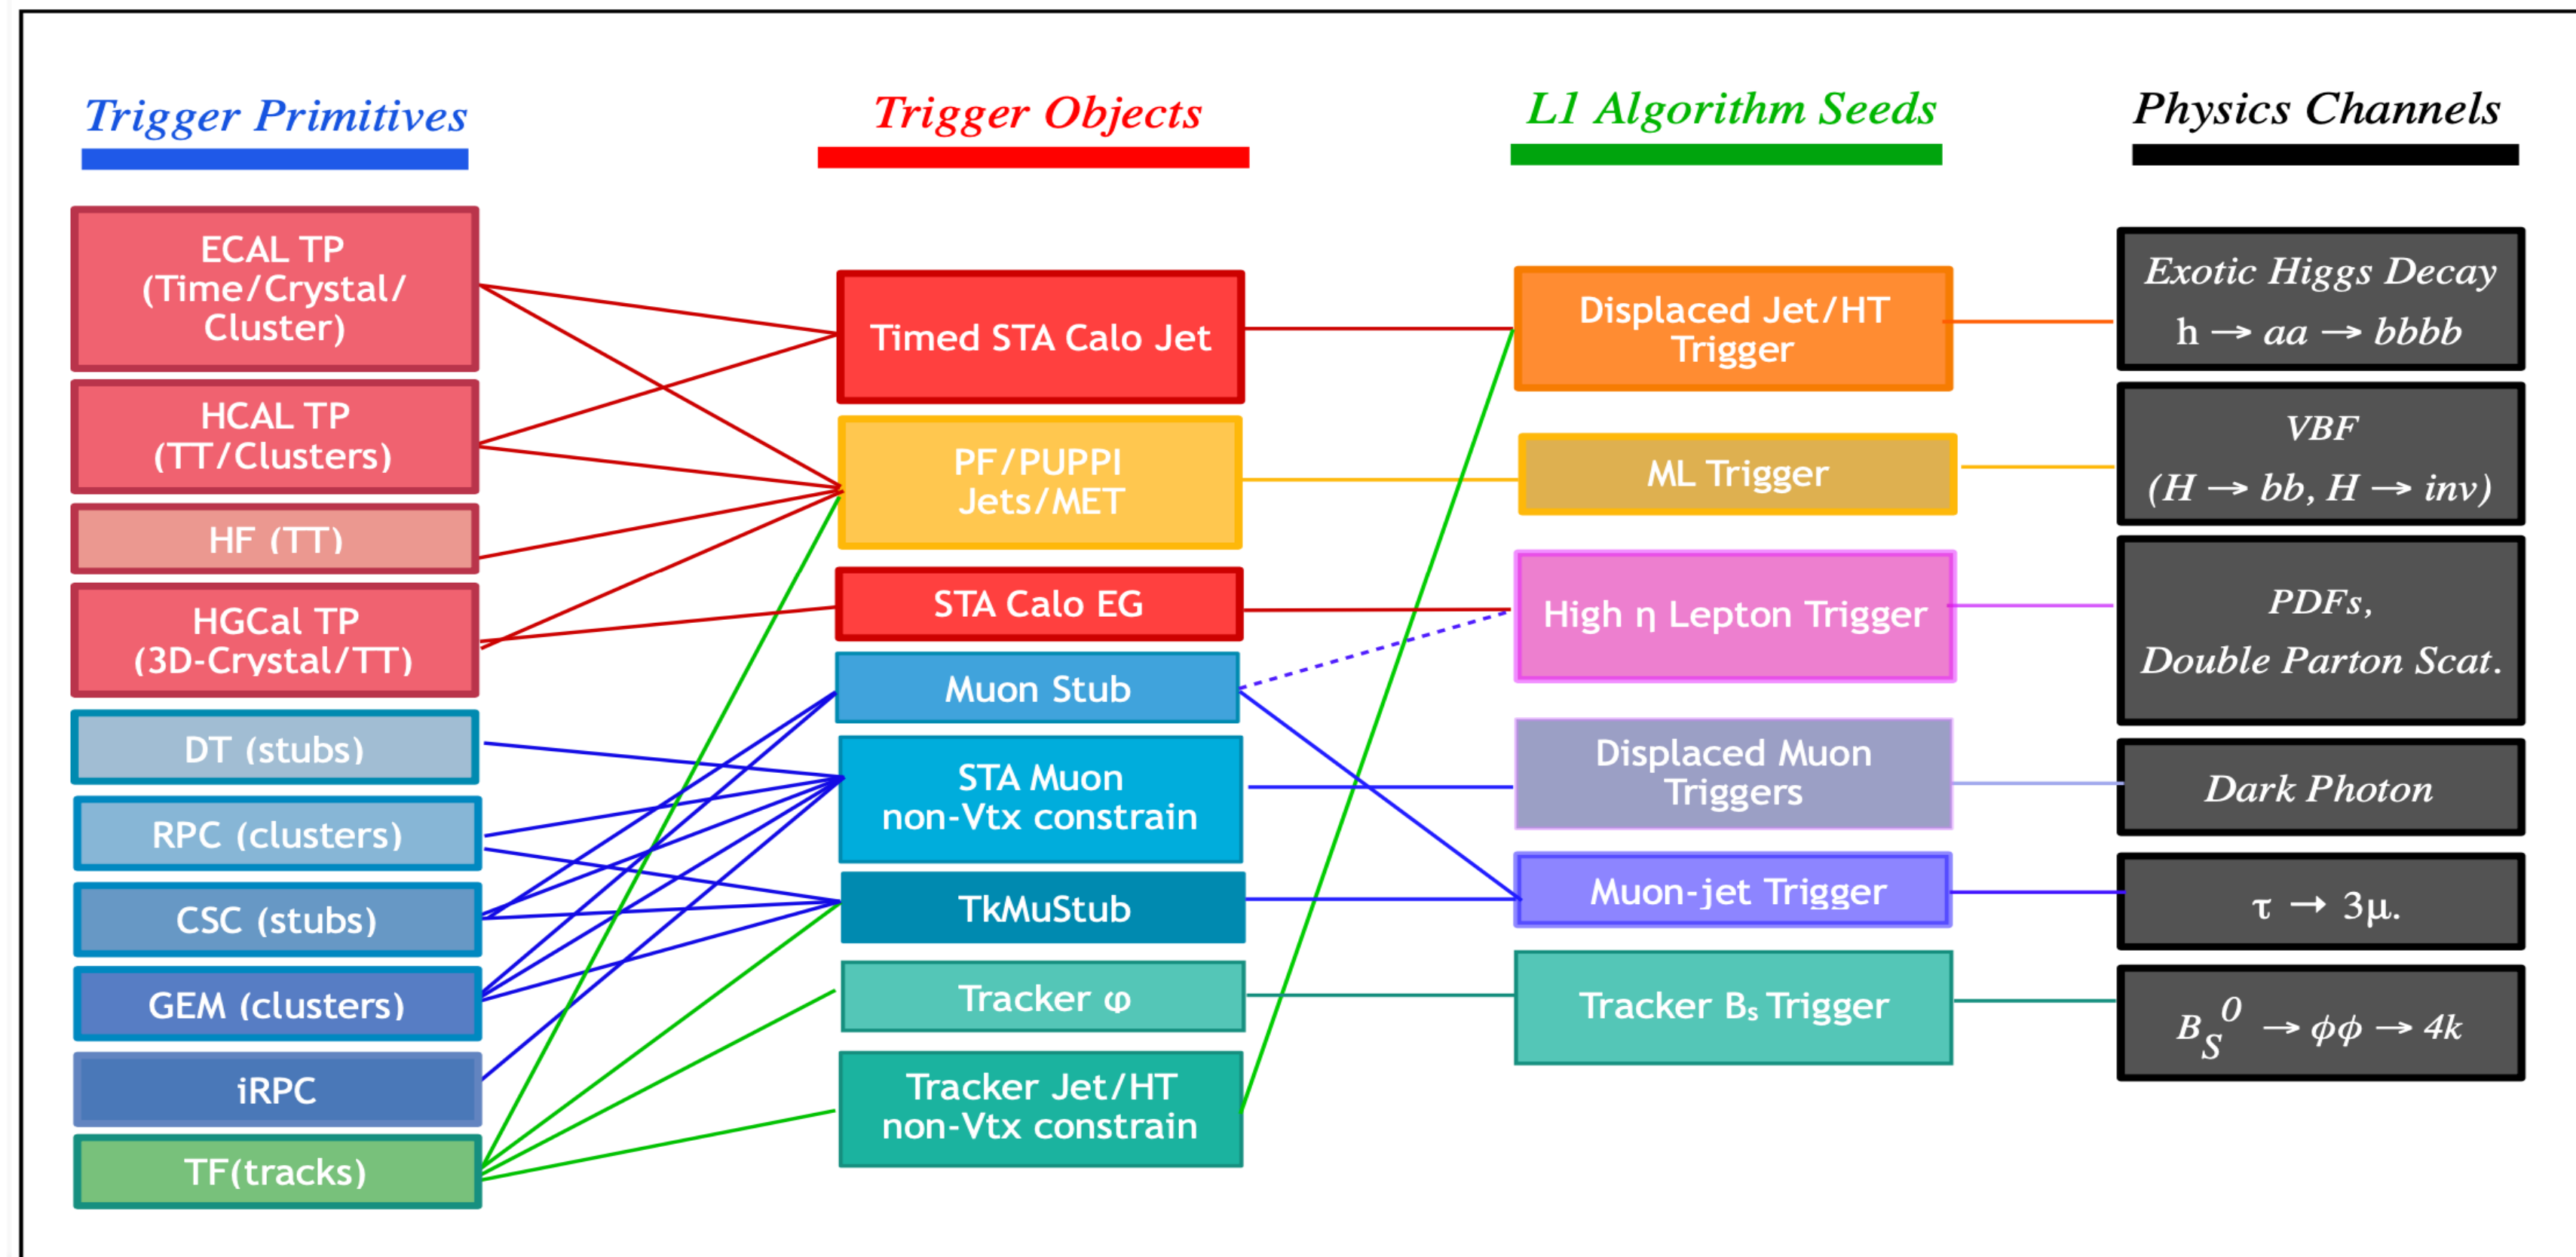 Trigger Primitives
Trigger Objects
L1 Algorithm Seeds
Physics Channels
ECAL TP
(Time/Crystal/
Cluster)
HCAL TP
(TT/Clusters)
HF (TT)
HGCal TP
(3D-Crystal/TT)
DT (stubs)
RPC (clusters)
CSC (stubs)
GEM (clusters)
iRPC
TF(tracks)
Timed STA Calo Jet
PF/PUPPI
Jets/MET
STA Calo EG
Muon Stub
STA Muon
non-Vtx constrain
TkMuStub
Tracker φ
Tracker Jet/HT
non-Vtx constrain
Displaced Jet/HT
Trigger
ML Trigger
High η Lepton Trigger
Displaced Muon
Triggers
Muon-jet Trigger
Tracker Bₛ Trigger
Exotic Higgs Decay
h → aa → bbbb
VBF
(H → bb, H → inv)
PDFs,
Double Parton Scat.
Dark Photon
τ → 3μ.
B_S^0 → ϕϕ → 4k